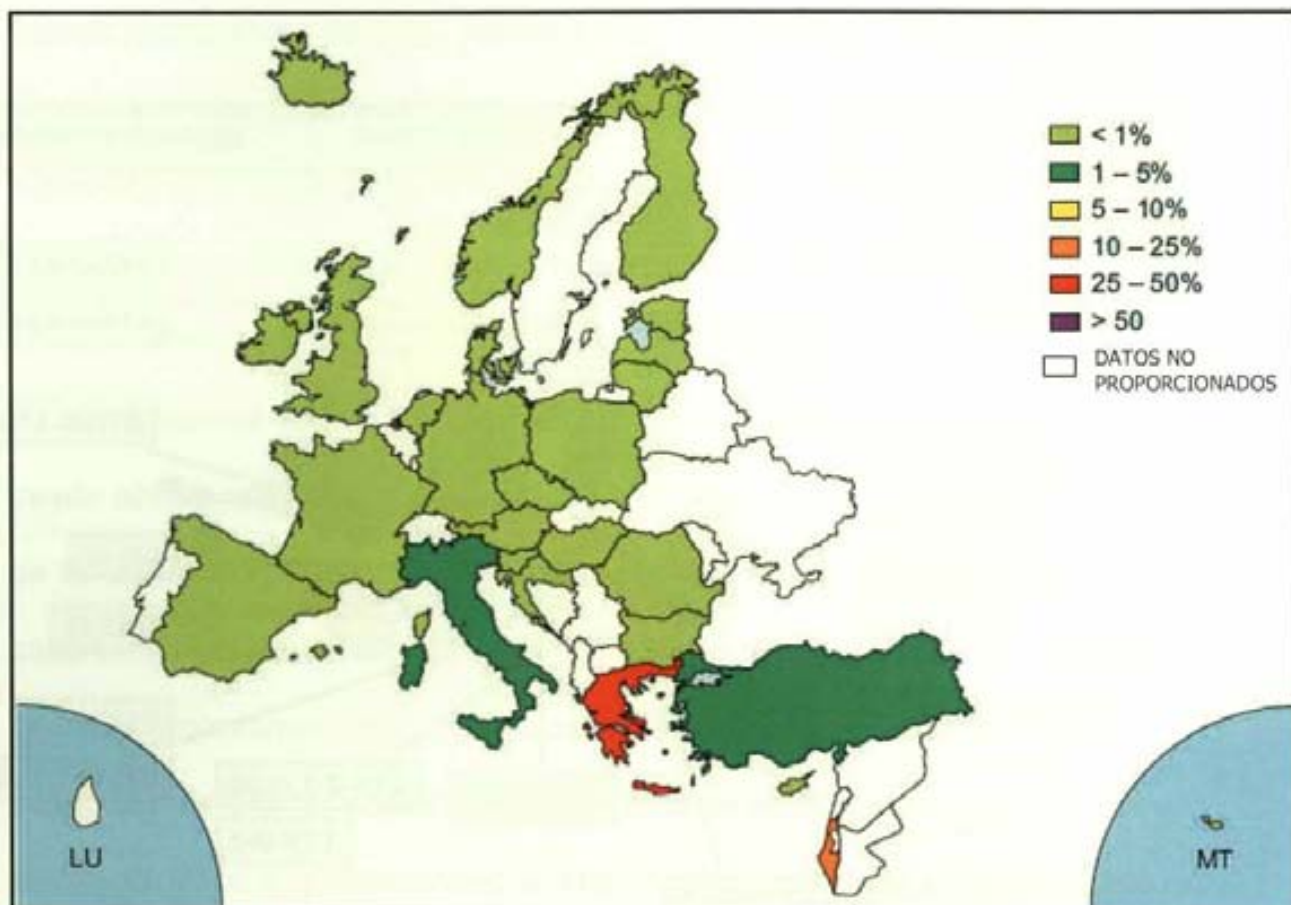 < 1%
1 – 5%
5 – 10%
10 – 25%
25 – 50%
> 50
DATOS NO
PROPORCIONADOS
LU
MT